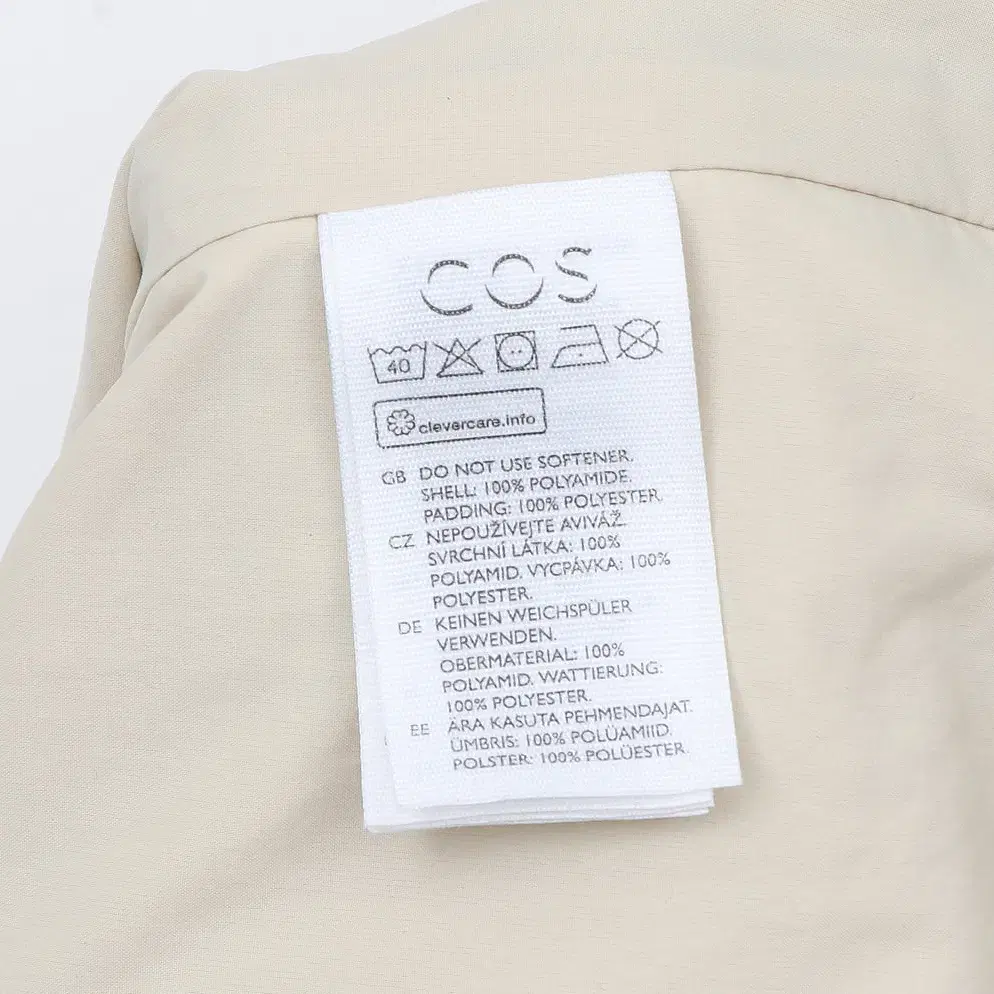 COS
40
clevercare.info
GB DO NOT USE SOFTENER.
SHELL: 100% POLYAMIDE.
PADDING: 100% POLYESTER.
CZ NEPOUŽÍVEJTE AVIVÁŽ.
SVRCHNÍ LÁTKA: 100%
POLYAMID. VYCPÁVKA: 100%
POLYESTER.
DE KEINEN WEICHSPÜLER
VERWENDEN.
OBERMATERIAL: 100%
POLYAMID. WATTIERUNG:
100% POLYESTER.
EE ÄRA KASUTA PEHMENDAJAT.
ÜMBRIS: 100% POLÜAMIID.
POLSTER: 100% POLÜESTER.